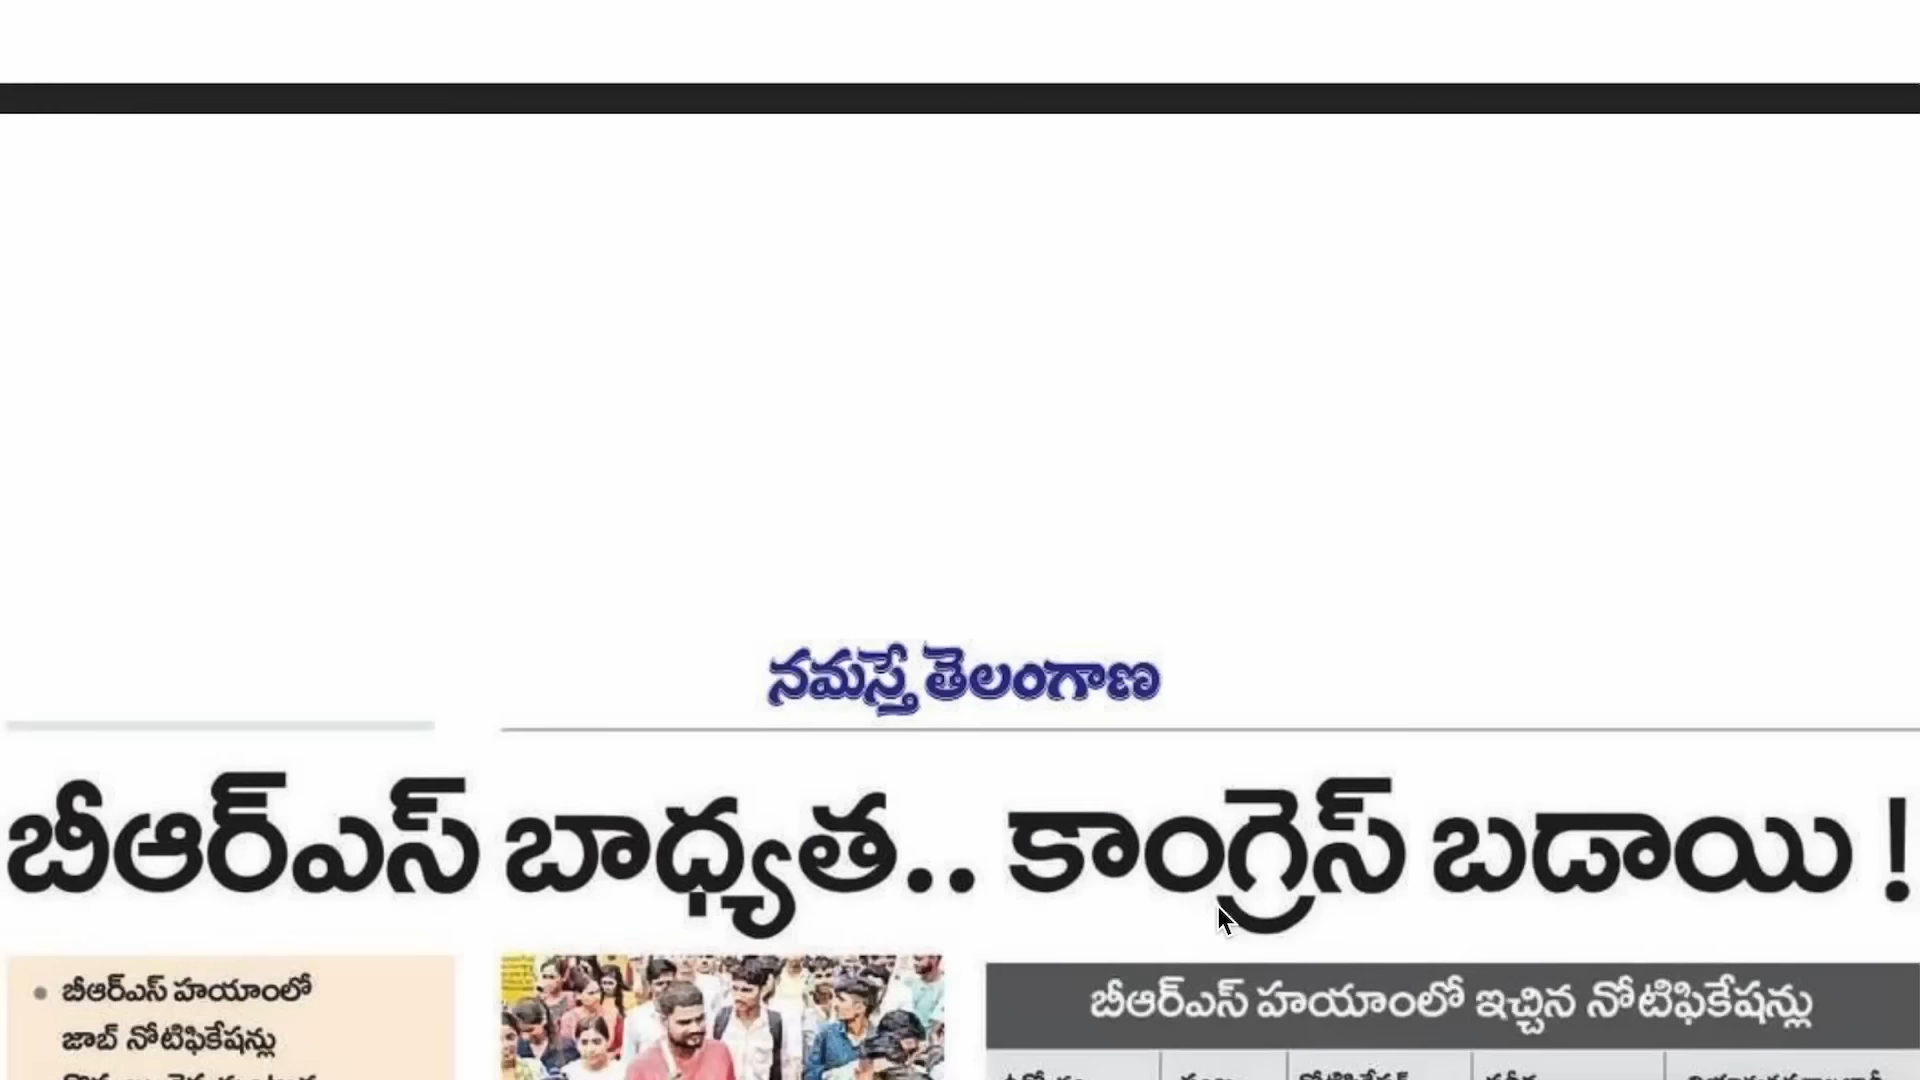 నమస్తే తెలంగాణ
బీఆర్ఎస్ బాధ్యత.. కాంగ్రెస్ బడాయి !
బీఆర్ఎస్ హయాంలో
జాబ్ నోటిఫికేషన్లు
బీఆర్ఎస్ హయాంలో ఇచ్చిన నోటిఫికేషన్లు